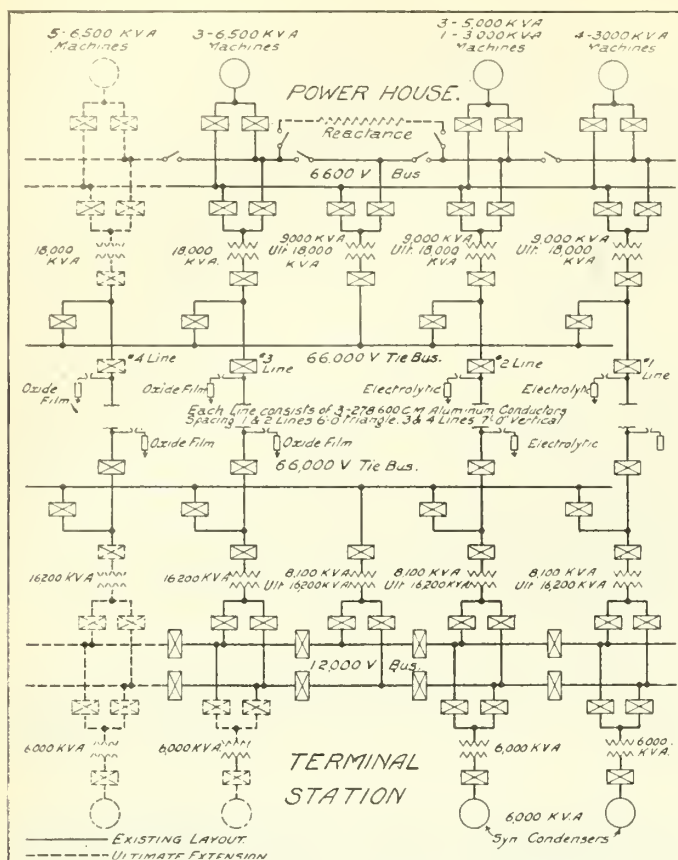 5-6,500 KVA
Machines
3-6,500 KVA
Machines
3-5,000 KVA
1-3,000 KVA
Machines
4-3000 KVA
Machines
POWER HOUSE.
Reactance
6600 V Bus
18,000
KVA
18,000
KVA.
9,000 KVA
Ult. 18,000
KVA
9,000 KVA
Ult. 18,000
KVA
9,000 KVA
Ult. 18,000
KVA
66,000 V Tie Bus.
#4 Line
#3
Line
#2 Line
#1
Line
Oxide
Film
Oxide Film
Electrolytic
Electrolytic
Each Line consists of 3-278,600 C.M. Aluminum Conductors
Spacing 1 & 2 Lines 6'-0" Triangle. 3 & 4 Lines 7'-0" Vertical
Oxide Film
Oxide Film
Electrolytic
66,000 V Tie Bus.
16200 KVA
16200 KVA
8,100 KVA
Ult 16,200 KVA
8,100 KVA
Ult 16,200 KVA
8,100 KVA
Ult 16,200 KVA
12,000 V Bus.
6,000 KVA
6,000 KVA
6,000 KVA
6,000
KVA.
TERMINAL
STATION
6,000 KVA
Syn Condensers
EXISTING LAYOUT.
ULTIMATE EXTENSION